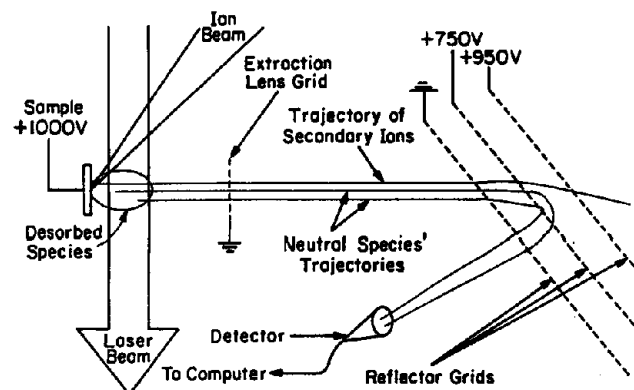 Ion
Beam
Extraction
Lens Grid
+750V
+950V
Sample
+1000V
Trajectory of
Secondary Ions
Desorbed
Species
Neutral Species'
Trajectories
Laser
Beam
Detector
To Computer
Reflector Grids